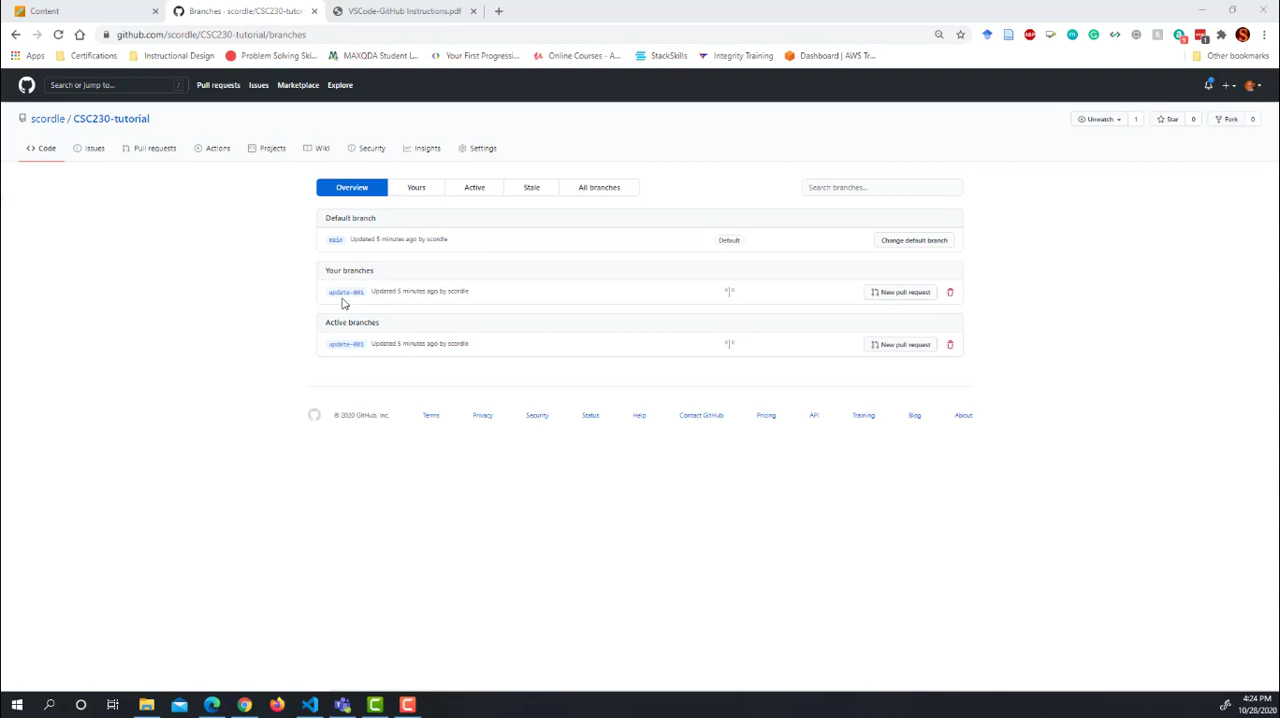 Content
Branches - scordle/CSC230-tutor
VSCode-GitHub Instructions.pdf
github.com/scordle/CSC230-tutorial/branches
Apps Certifications Instructional Design Problem Solving Ski... MAXQDA Student L... Your First Progressi... Online Courses - A... StackSkills Integrity Training Dashboard | AWS Tr... Other bookmarks
Search or jump to... / Pull requests Issues Marketplace Explore
scordle / CSC230-tutorial
Unwatch 1 Star 0 Fork 0
Code Issues Pull requests Actions Projects Wiki Security Insights Settings
Overview Yours Active Stale All branches Search branches...
Default branch
main Updated 5 minutes ago by scordle Default Change default branch
Your branches
update-001 Updated 5 minutes ago by scordle 0 0 New pull request
Active branches
update-001 Updated 5 minutes ago by scordle 0 0 New pull request
© 2020 GitHub, Inc. Terms Privacy Security Status Help Contact GitHub Pricing API Training Blog About
4:24 PM
10/28/2020